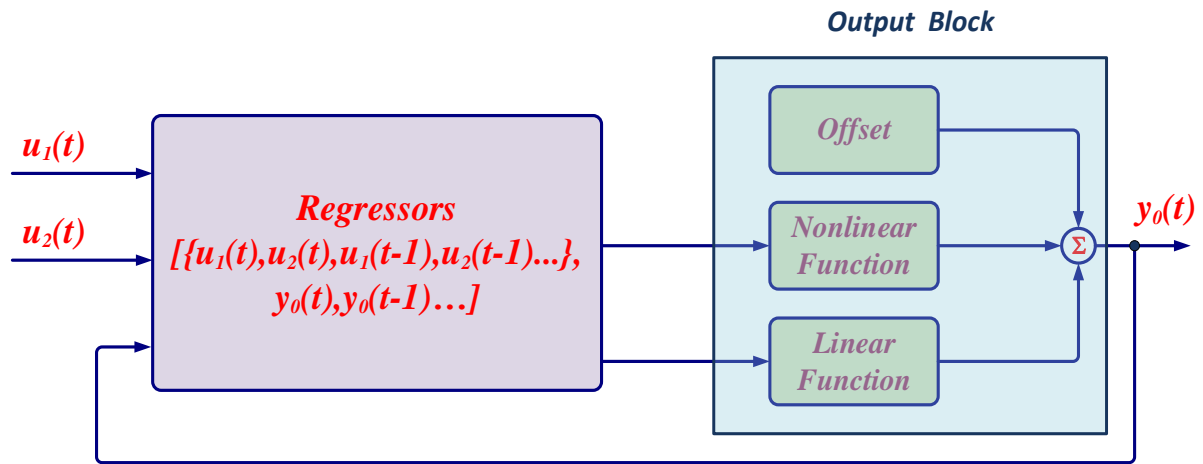 Output Block
u₁(t)
u₂(t)
Regressors
[{u₁(t),u₂(t),u₁(t-1),u₂(t-1)...},
y₀(t),y₀(t-1)…]
Offset
Nonlinear
Function
Linear
Function
Σ
y₀(t)